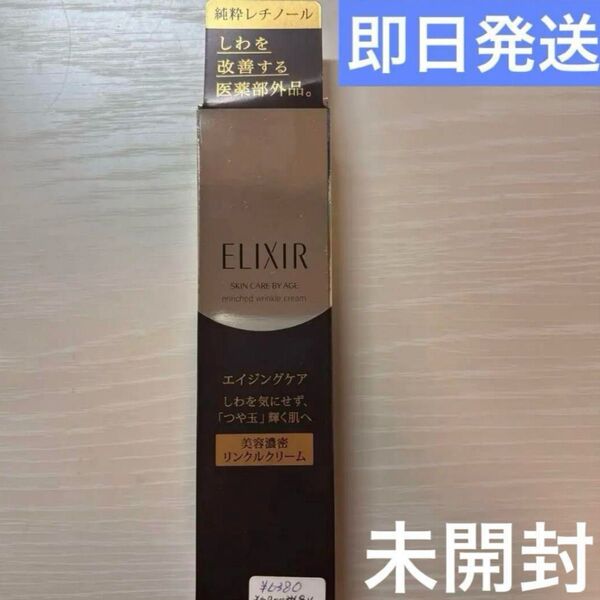 純粋レチノール
しわを
改善する
医薬部外品。
即日発送
ELIXIR
SKIN CARE BY AGE
enriched wrinkle cream
エイジングケア
しわを気にせず、
「つや玉」輝く肌へ
美容濃密
リンクルクリーム
未開封
¥6380